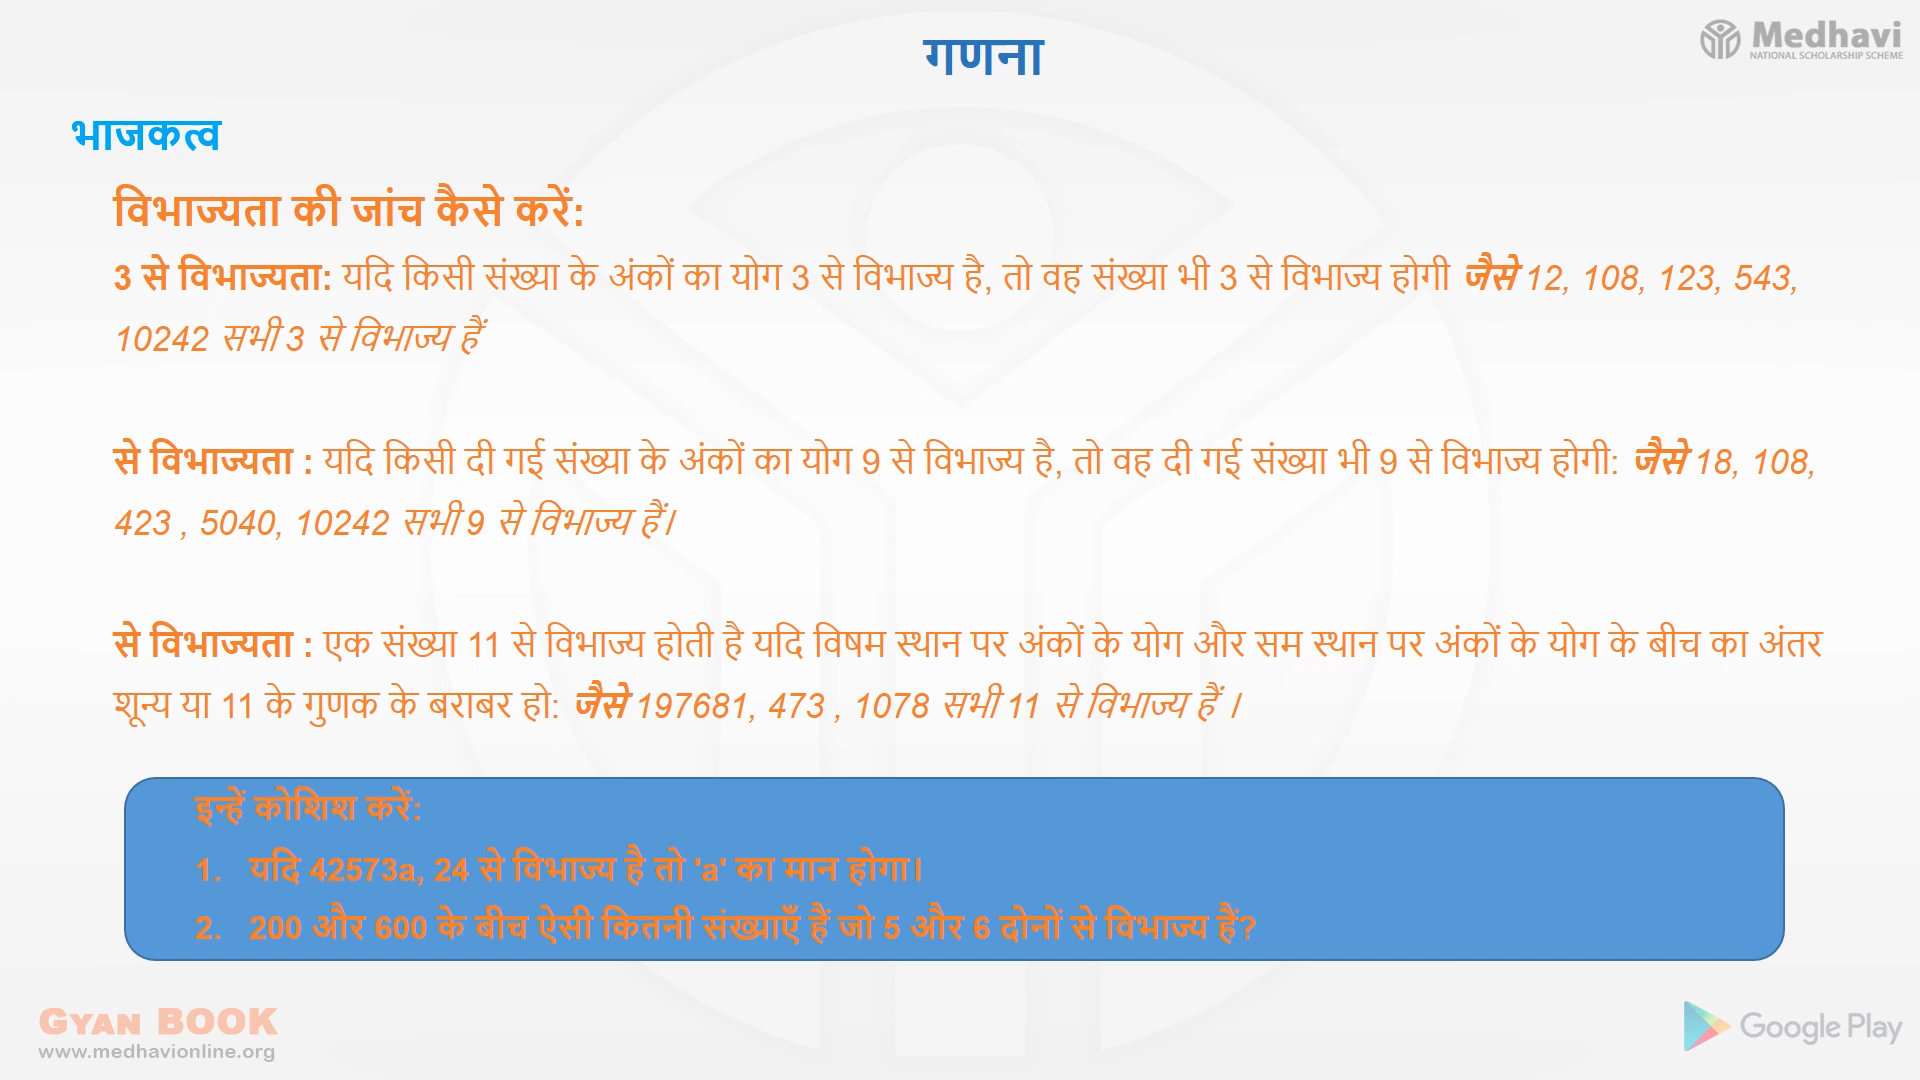 गणना
Medhavi
NATIONAL SCHOLARSHIP SCHEME
भाजकत्व
विभाज्यता की जांच कैसे करें:
3 से विभाज्यता: यदि किसी संख्या के अंकों का योग 3 से विभाज्य है, तो वह संख्या भी 3 से विभाज्य होगी जैसे 12, 108, 123, 543,
10242 सभी 3 से विभाज्य हैं
से विभाज्यता : यदि किसी दी गई संख्या के अंकों का योग 9 से विभाज्य है, तो वह दी गई संख्या भी 9 से विभाज्य होगी: जैसे 18, 108,
423 , 5040, 10242 सभी 9 से विभाज्य हैं।
से विभाज्यता : एक संख्या 11 से विभाज्य होती है यदि विषम स्थान पर अंकों के योग और सम स्थान पर अंकों के योग के बीच का अंतर
शून्य या 11 के गुणक के बराबर हो: जैसे 197681, 473 , 1078 सभी 11 से विभाज्य हैं ।
इन्हें कोशिश करें:
1. यदि 42573a, 24 से विभाज्य है तो 'a' का मान होगा।
2. 200 और 600 के बीच ऐसी कितनी संख्याएँ हैं जो 5 और 6 दोनों से विभाज्य हैं?
GYAN BOOK
www.medhavionline.org
Google Play